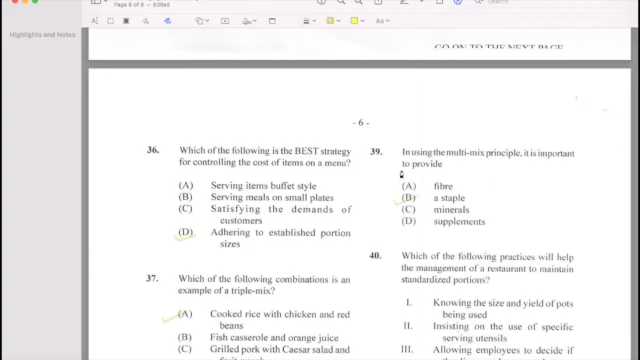 Page 6 of 8 — Edited
Search
Highlights and Notes
GO ON TO THE NEXT PAGE
- 6 -
36. Which of the following is the BEST strategy
for controlling the cost of items on a menu?
(A) Serving items buffet style
(B) Serving meals on small plates
(C) Satisfying the demands of
customers
(D) Adhering to established portion
sizes
37. Which of the following combinations is an
example of a triple-mix?
(A) Cooked rice with chicken and red
beans
(B) Fish casserole and orange juice
(C) Grilled pork with Caesar salad and
39. In using the multimix principle, it is important
to provide
(A) fibre
(B) a staple
(C) minerals
(D) supplements
40. Which of the following practices will help
the management of a restaurant to maintain
standardized portions?
I. Knowing the size and yield of pots
being used
II. Insisting on the use of specific
serving utensils
III. Allowing employees to decide if